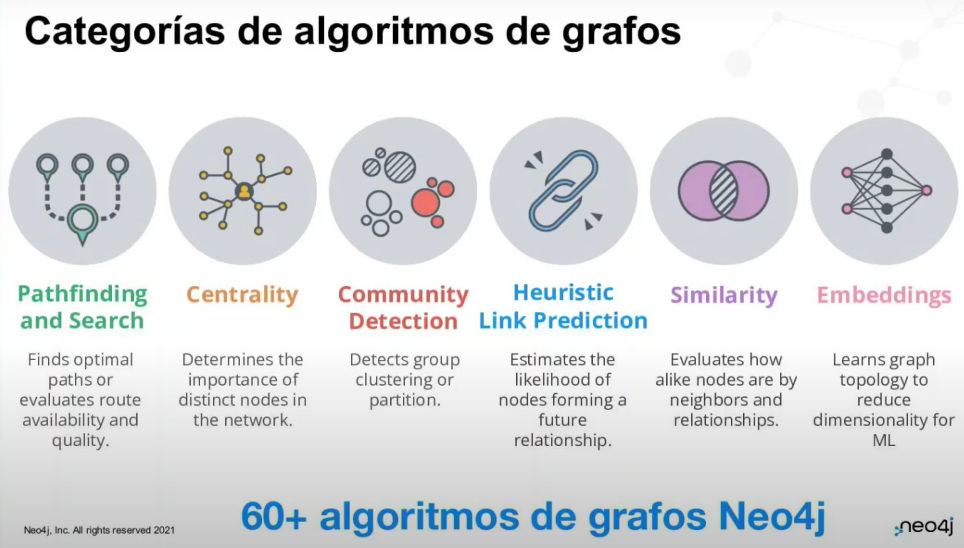 Categorías de algoritmos de grafos
Pathfinding
and Search
Finds optimal
paths or
evaluates route
availability and
quality.
Centrality
Determines the
importance of
distinct nodes in
the network.
Community
Detection
Detects group
clustering or
partition.
Heuristic
Link Prediction
Estimates the
likelihood of
nodes forming a
future
relationship.
Similarity
Evaluates how
alike nodes are by
neighbors and
relationships.
Embeddings
Learns graph
topology to
reduce
dimensionality for
ML
60+ algoritmos de grafos Neo4j
Neo4j, Inc. All rights reserved 2021
neo4j